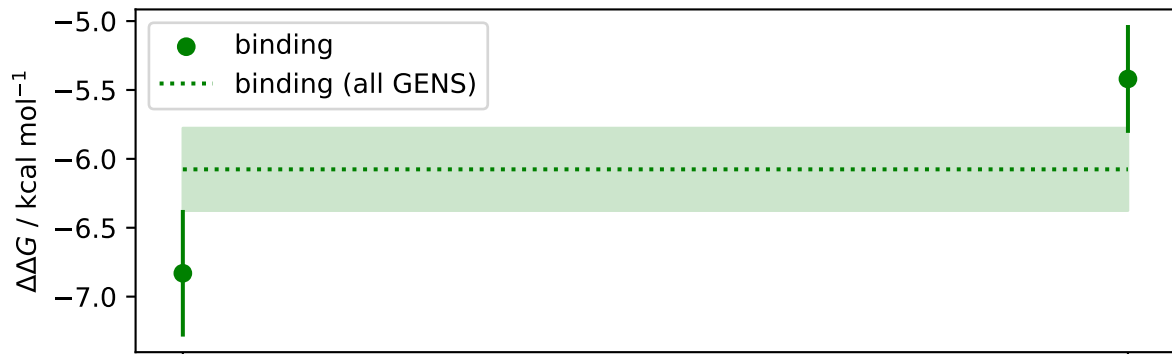 −5.0
−5.5
−6.0
−6.5
−7.0
ΔΔG / kcal mol⁻¹
binding
binding (all GENS)